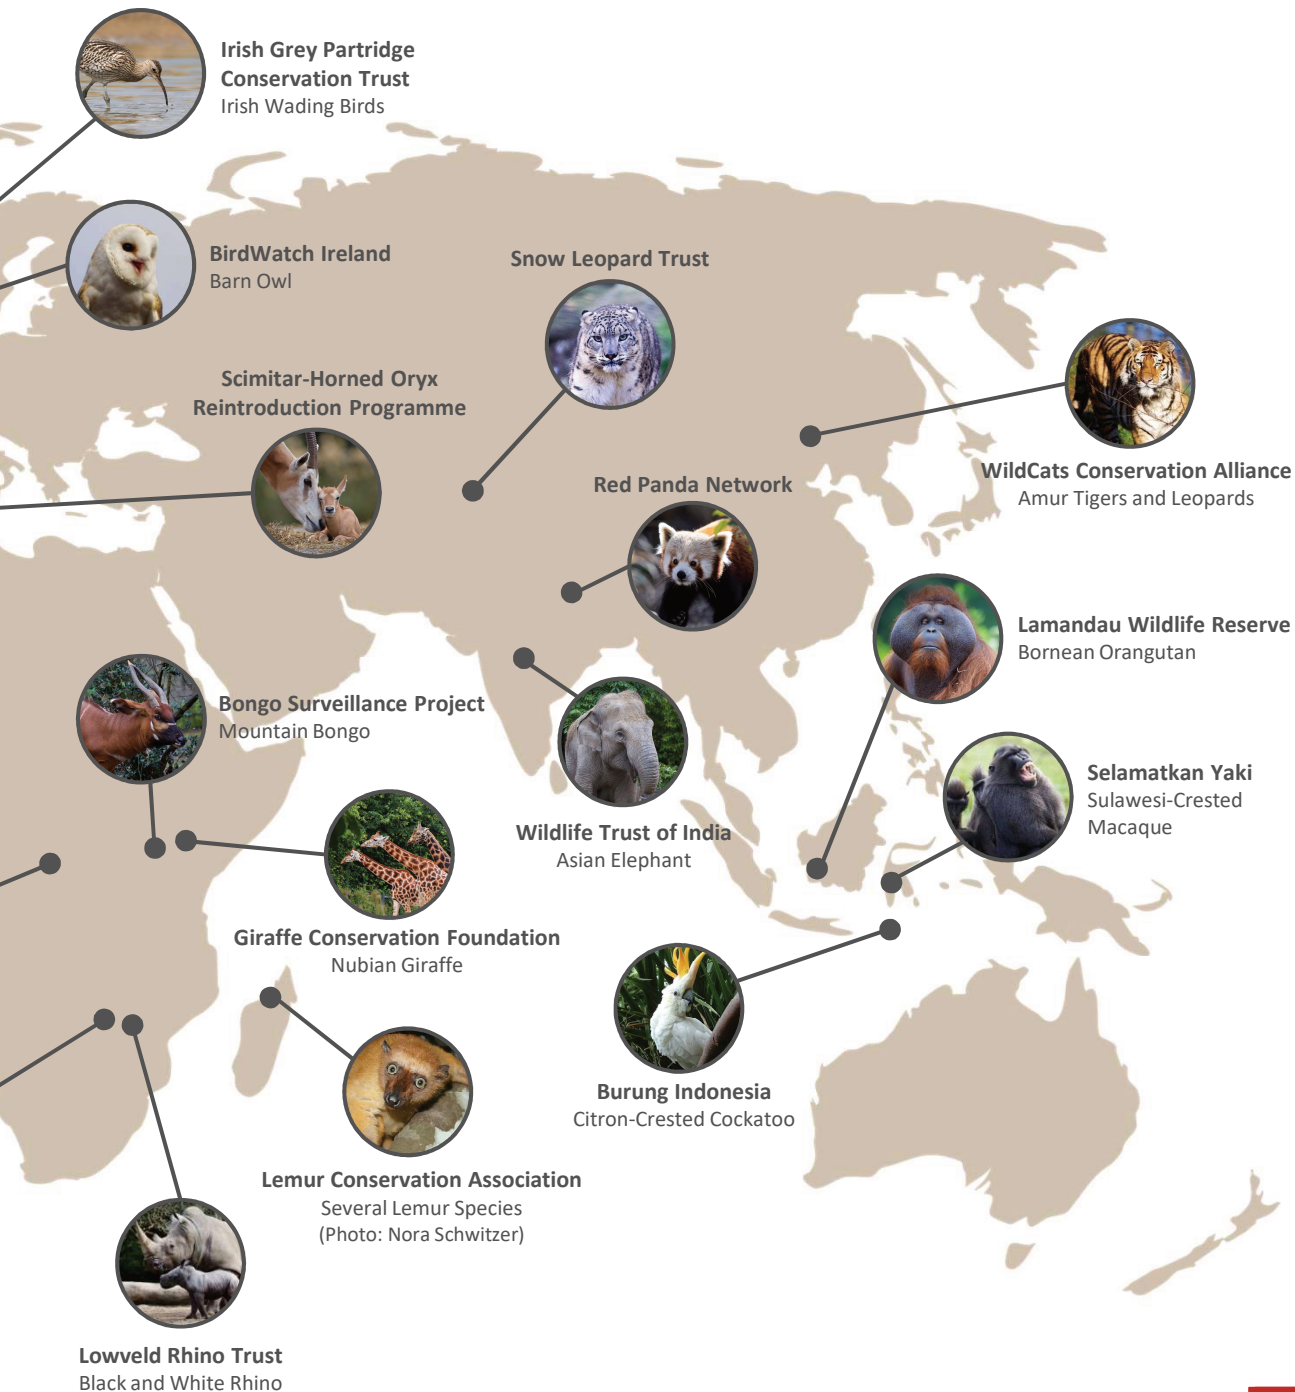 Irish Grey Partridge
Conservation Trust
Irish Wading Birds
BirdWatch Ireland
Barn Owl
Snow Leopard Trust
Scimitar-Horned Oryx
Reintroduction Programme
WildCats Conservation Alliance
Amur Tigers and Leopards
Red Panda Network
Lamandau Wildlife Reserve
Bornean Orangutan
Bongo Surveillance Project
Mountain Bongo
Selamatkan Yaki
Sulawesi-Crested
Macaque
Wildlife Trust of India
Asian Elephant
Giraffe Conservation Foundation
Nubian Giraffe
Burung Indonesia
Citron-Crested Cockatoo
Lemur Conservation Association
Several Lemur Species
(Photo: Nora Schwitzer)
Lowveld Rhino Trust
Black and White Rhino